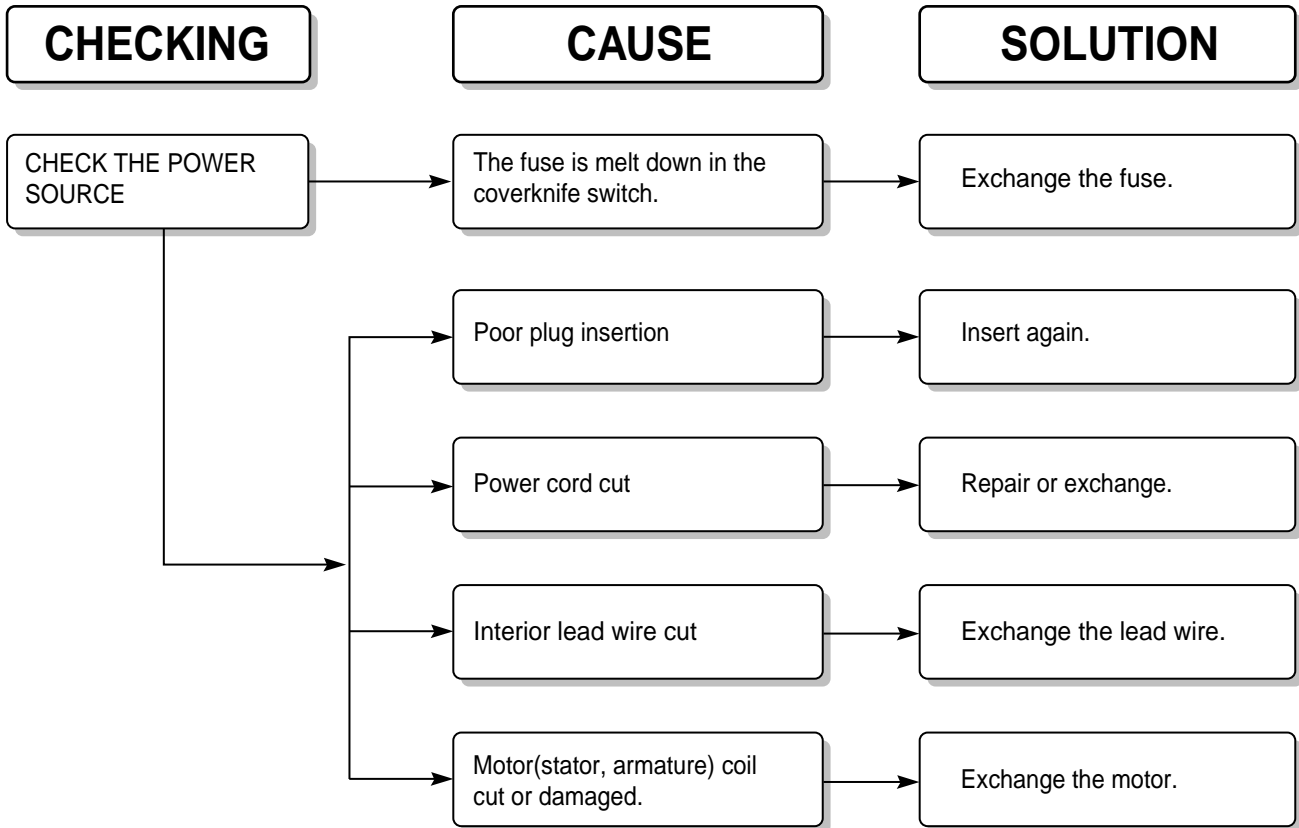 CHECKING
CAUSE
SOLUTION
CHECK THE POWER
SOURCE
The fuse is melt down in the
coverknife switch.
Exchange the fuse.
Poor plug insertion
Insert again.
Power cord cut
Repair or exchange.
Interior lead wire cut
Exchange the lead wire.
Motor(stator, armature) coil
cut or damaged.
Exchange the motor.